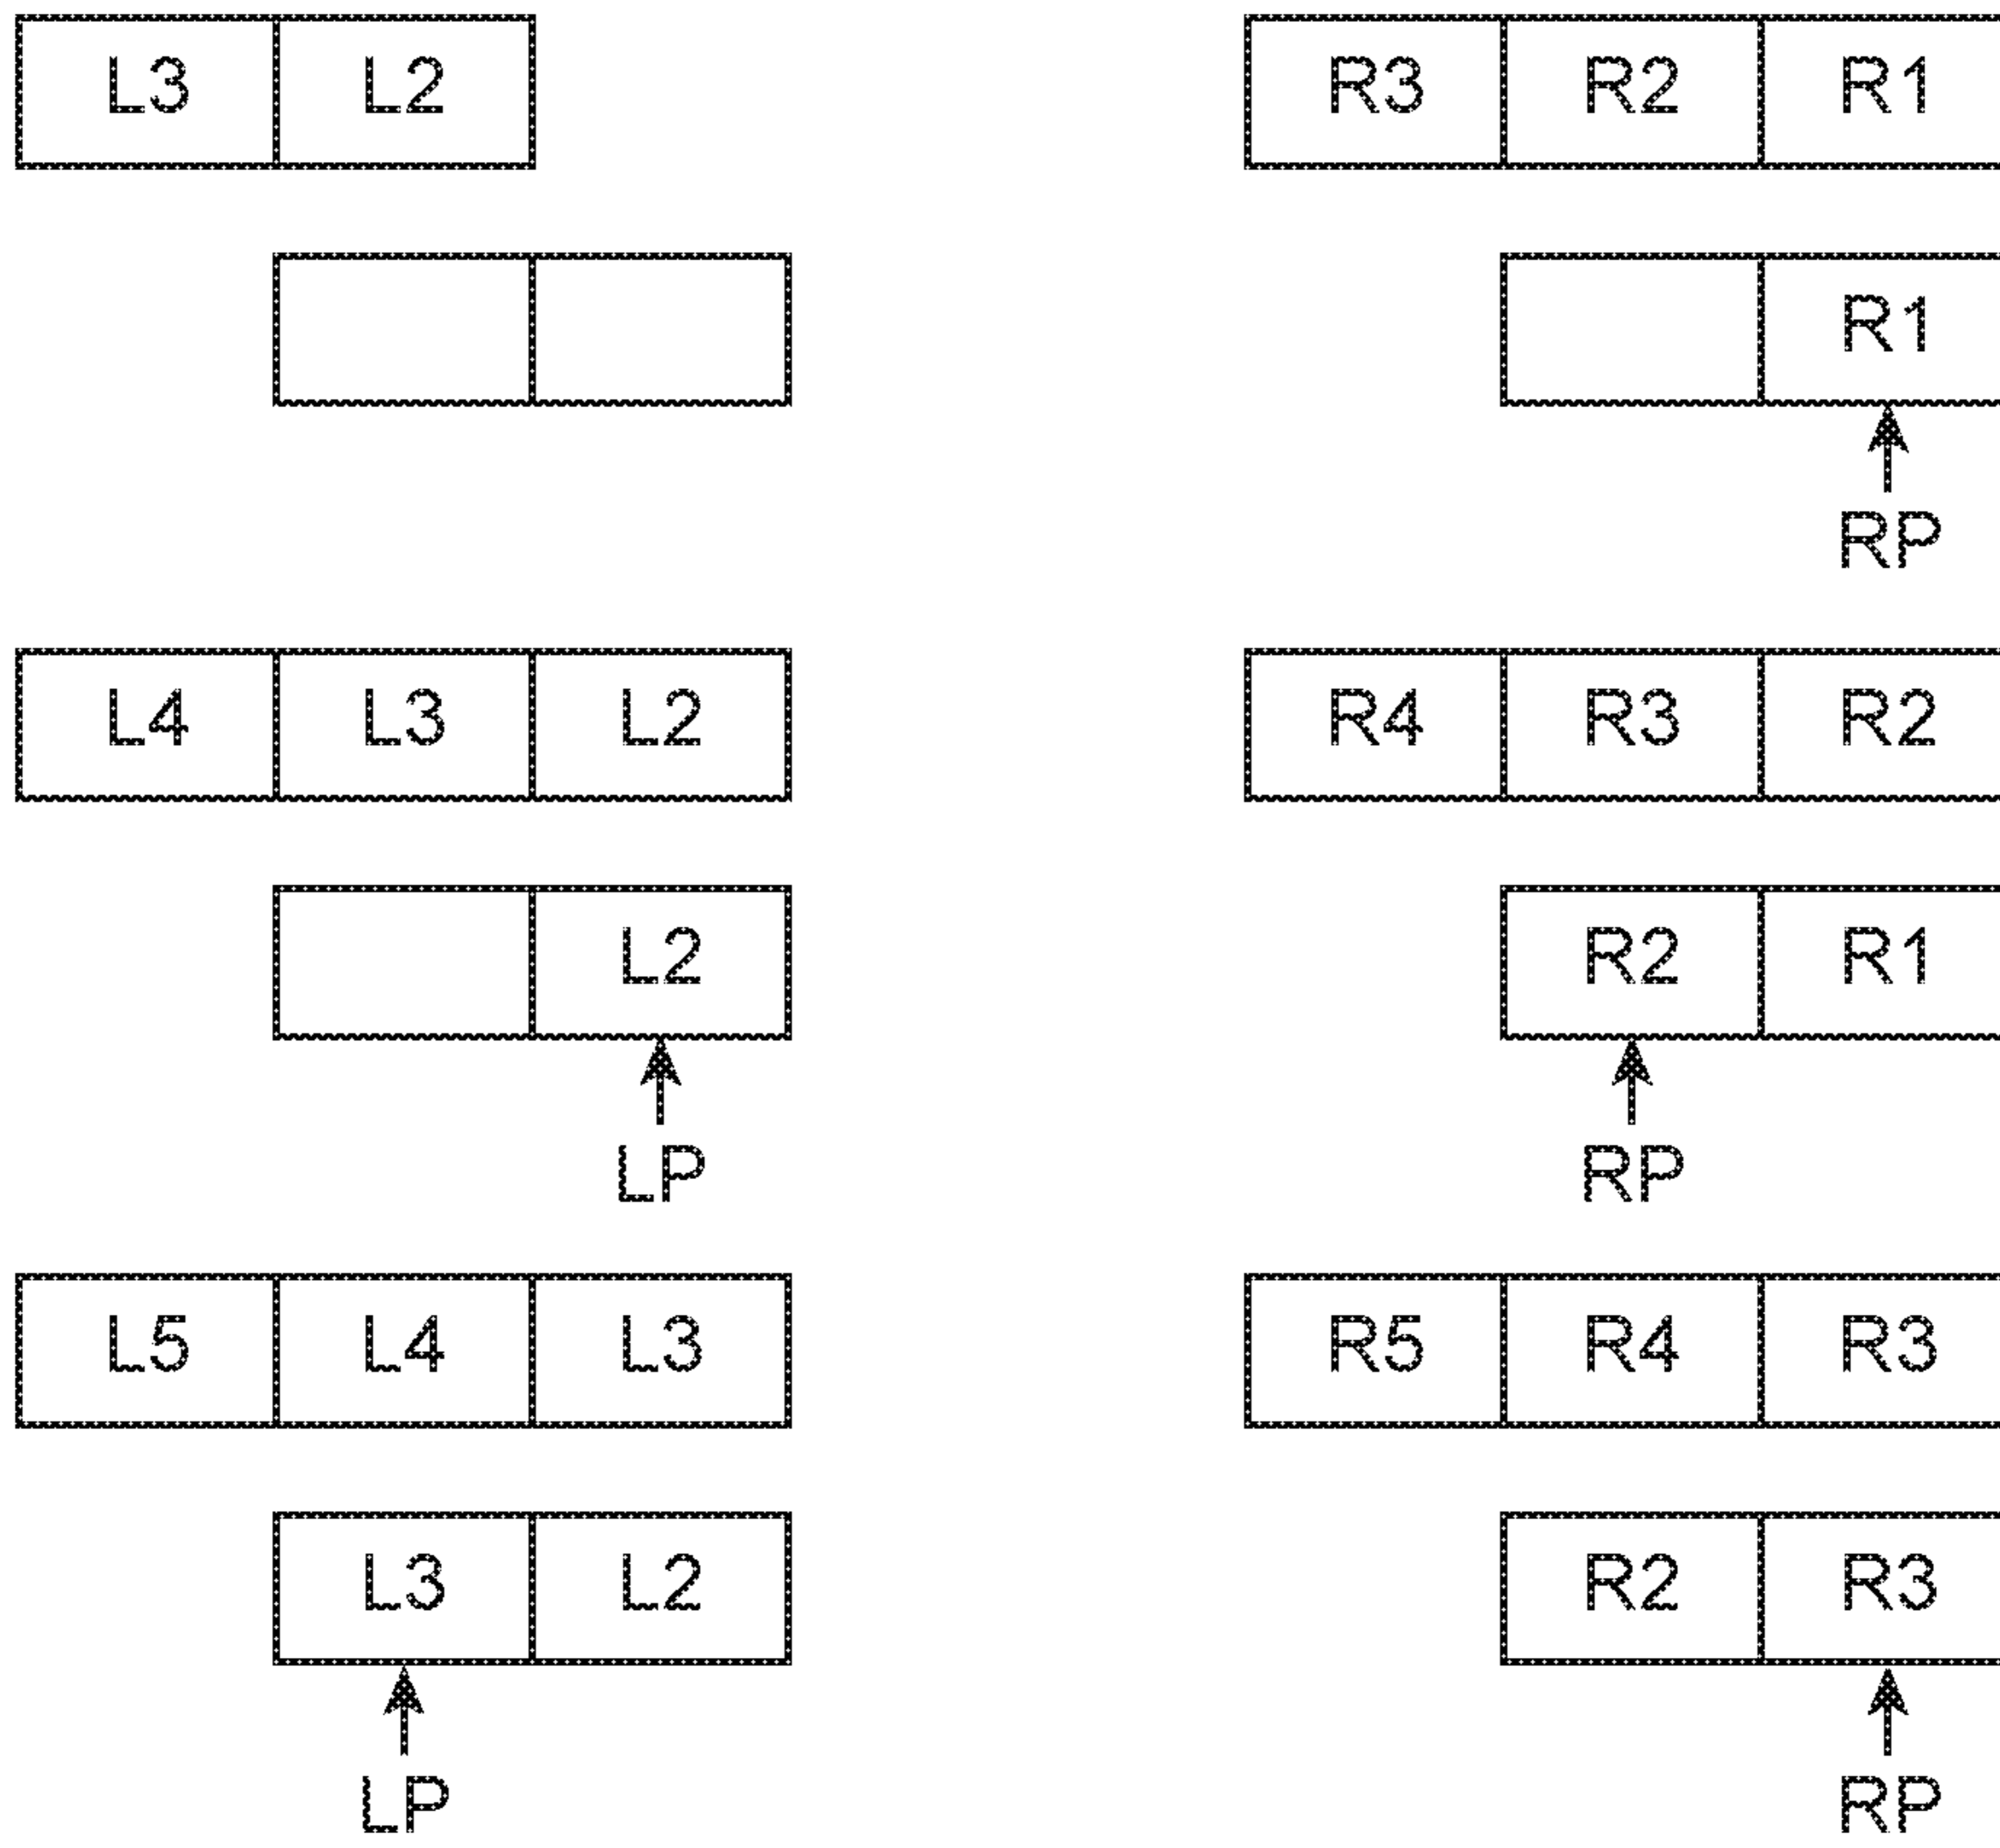 L3 L2 R3 R2 R1
R1
RP
L4 L3 L2 R4 R3 R2
L2 R2 R1
LP RP
L5 L4 L3 R5 R4 R3
L3 L2 R2 R3
LP RP